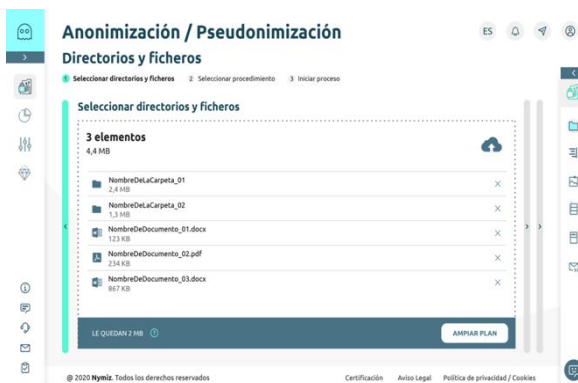 Anonimización / Pseudonimización
ES
Directorios y ficheros
1 Seleccionar directorios y ficheros 2 Seleccionar procedimiento 3 Iniciar proceso
Seleccionar directorios y ficheros
3 elementos
4,4 MB
NombreDeLaCarpeta_01
2,4 MB
NombreDeLaCarpeta_02
1,3 MB
NombreDeDocumento_01.docx
123 KB
NombreDeDocumento_02.pdf
234 KB
NombreDeDocumento_03.docx
867 KB
LE QUEDAN 2 MB
AMPIAR PLAN
@ 2020 Nymiz. Todos los derechos reservados
Certificación Aviso Legal Política de privacidad / Cookies